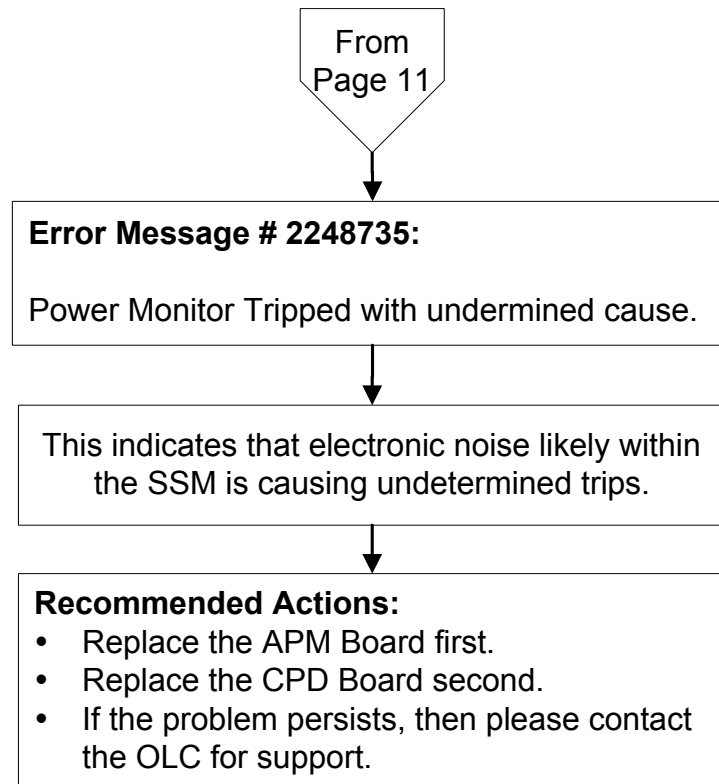 From
Page 11
Error Message # 2248735:
Power Monitor Tripped with undermined cause.
This indicates that electronic noise likely within
the SSM is causing undetermined trips.
Recommended Actions:
• Replace the APM Board first.
• Replace the CPD Board second.
• If the problem persists, then please contact
the OLC for support.